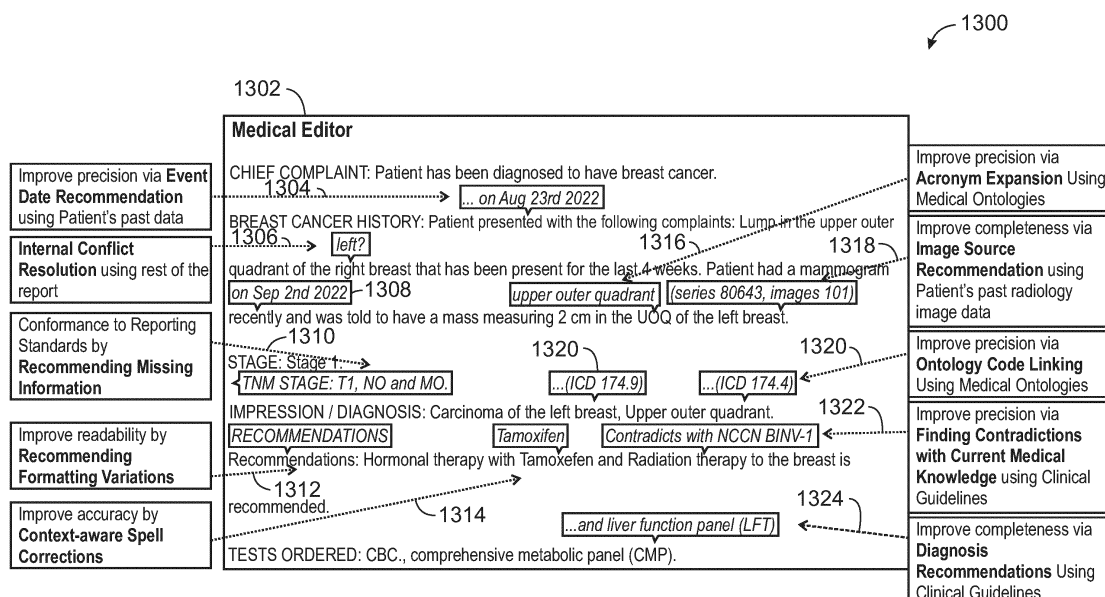 1300
1302
Medical Editor
CHIEF COMPLAINT: Patient has been diagnosed to have breast cancer.
1304
... on Aug 23rd 2022
BREAST CANCER HISTORY: Patient presented with the following complaints: Lump in the upper outer
1306
left?
1316
1318
quadrant of the right breast that has been present for the last 4 weeks. Patient had a mammogram
on Sep 2nd 2022
1308
upper outer quadrant
(series 80643, images 101)
recently and was told to have a mass measuring 2 cm in the UOQ of the left breast.
1310
STAGE: Stage 1.
1320
1320
TNM STAGE: T1, NO and MO.
...(ICD 174.9)
...(ICD 174.4)
IMPRESSION / DIAGNOSIS: Carcinoma of the left breast, Upper outer quadrant.
1322
RECOMMENDATIONS
Tamoxifen
Contradicts with NCCN BINV-1
Recommendations: Hormonal therapy with Tamoxefen and Radiation therapy to the breast is
1312
recommended.
1314
1324
...and liver function panel (LFT)
TESTS ORDERED: CBC., comprehensive metabolic panel (CMP).
Improve precision via Event
Date Recommendation
using Patient's past data
Internal Conflict
Resolution using rest of the
report
Conformance to Reporting
Standards by
Recommending Missing
Information
Improve readability by
Recommending
Formatting Variations
Improve accuracy by
Context-aware Spell
Corrections
Improve precision via
Acronym Expansion Using
Medical Ontologies
Improve completeness via
Image Source
Recommendation using
Patient's past radiology
image data
Improve precision via
Ontology Code Linking
Using Medical Ontologies
Improve precision via
Finding Contradictions
with Current Medical
Knowledge using Clinical
Guidelines
Improve completeness via
Diagnosis
Recommendations Using
Clinical Guidelines